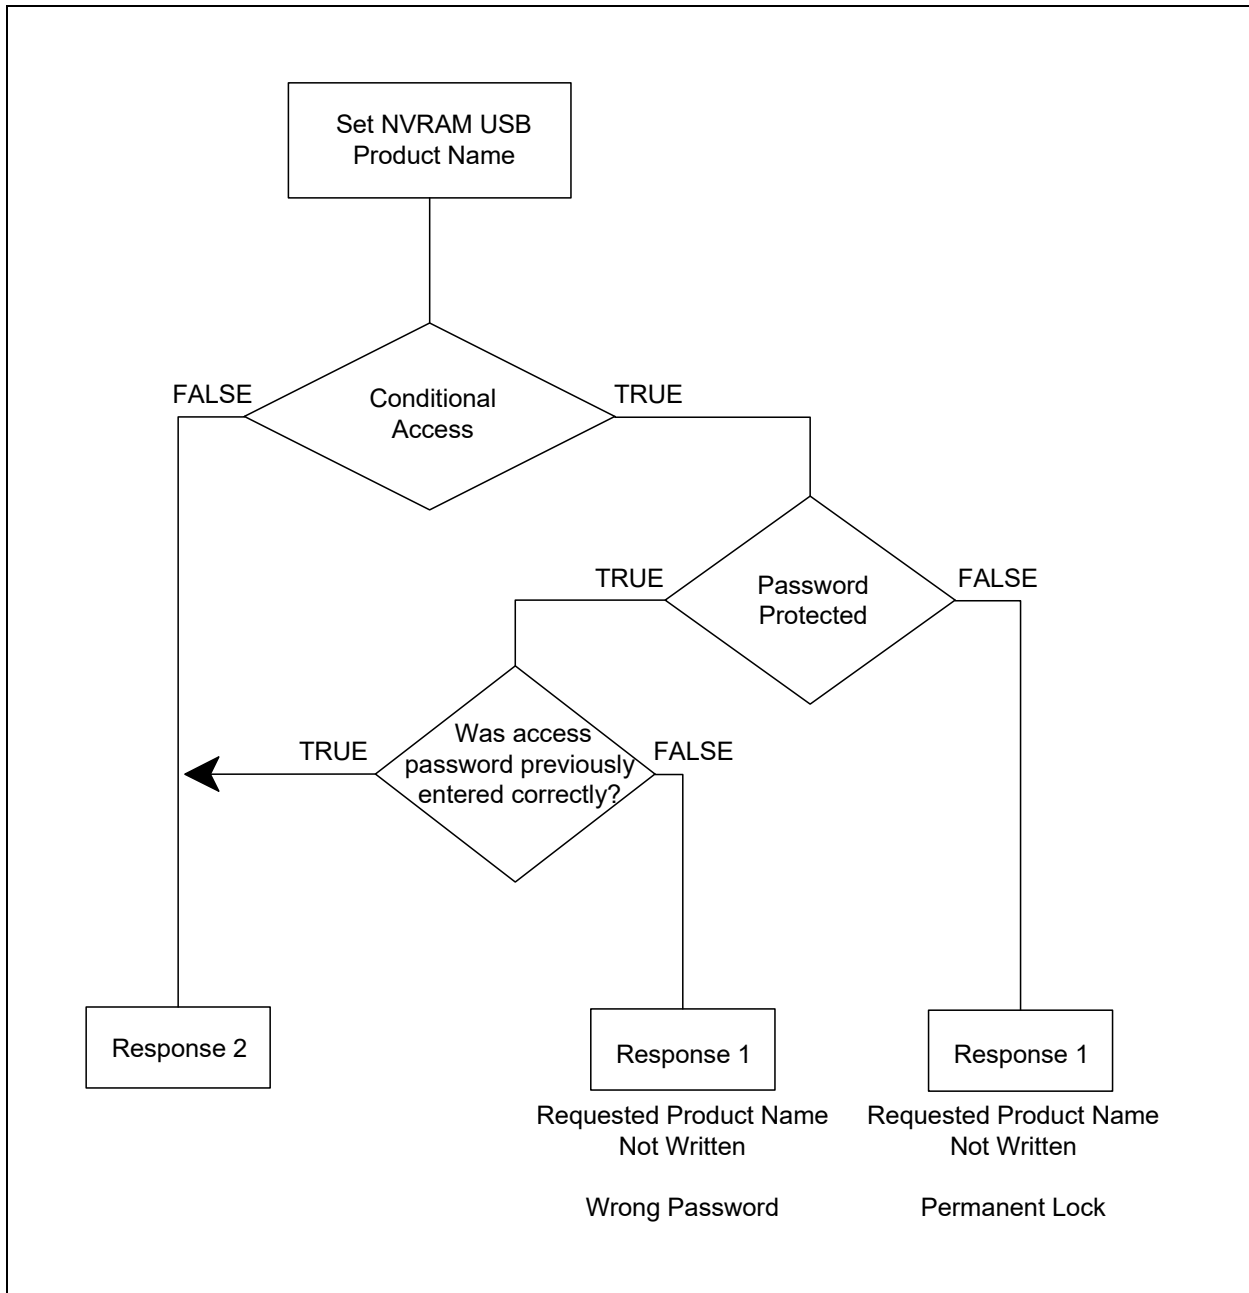 Set NVRAM USB
Product Name
FALSE
Conditional
Access
TRUE
TRUE
Password
Protected
FALSE
TRUE
Was access
password previously
entered correctly?
FALSE
Response 2
Response 1
Requested Product Name
Not Written
Wrong Password
Response 1
Requested Product Name
Not Written
Permanent Lock